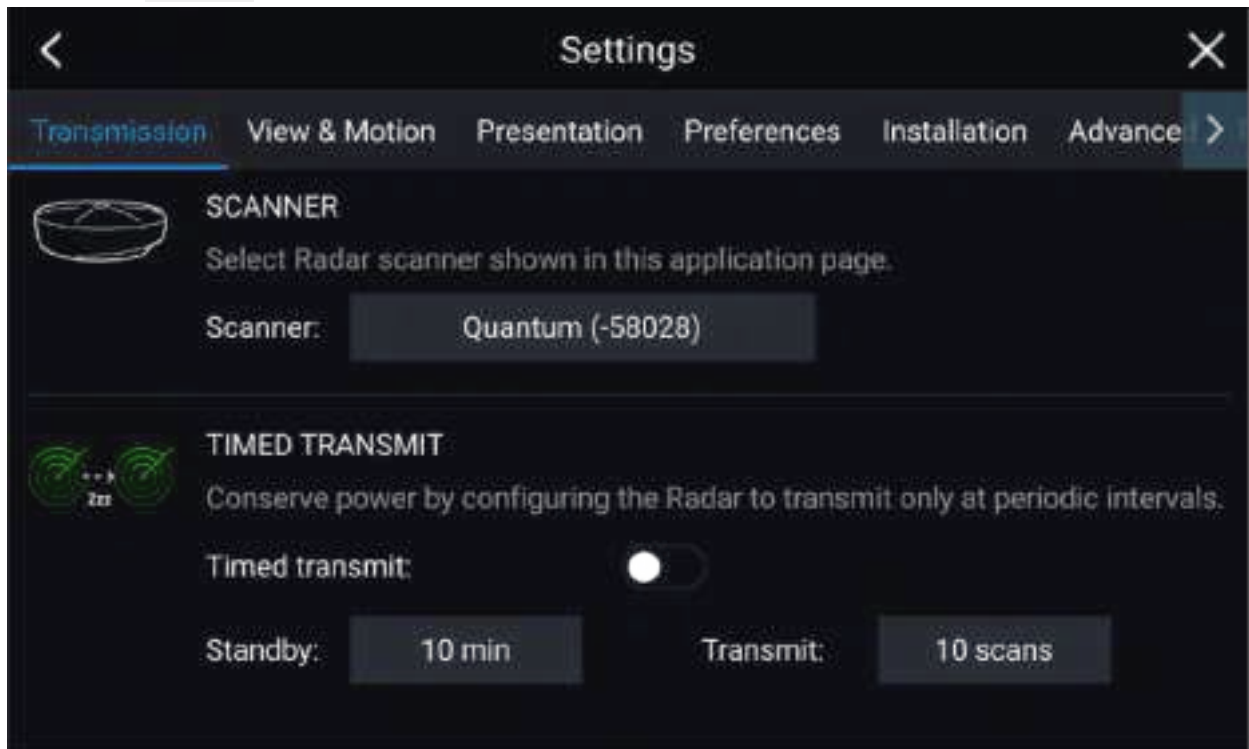 Settings
Transmission View & Motion Presentation Preferences Installation Advance
SCANNER
Select Radar scanner shown in this application page.
Scanner: Quantum (-58028)
TIMED TRANSMIT
Zzz
Conserve power by configuring the Radar to transmit only at periodic intervals.
Timed transmit:
Standby: 10 min Transmit: 10 scans